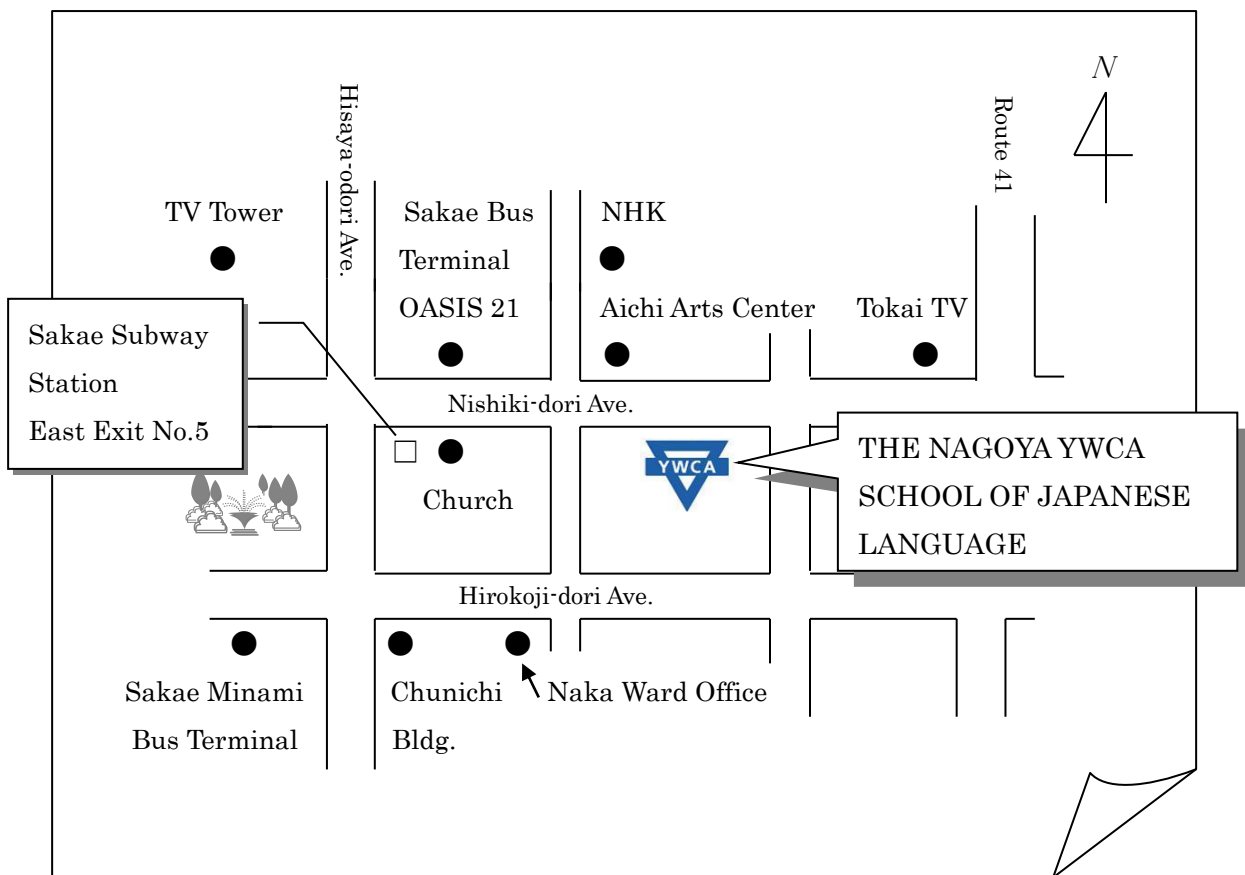 N
Hisaya-odori Ave.
Route 41
TV Tower
Sakae Bus
Terminal
OASIS 21
NHK
Aichi Arts Center
Tokai TV
Sakae Subway
Station
East Exit No.5
Nishiki-dori Ave.
Church
YWCA
THE NAGOYA YWCA
SCHOOL OF JAPANESE
LANGUAGE
Hirokoji-dori Ave.
Sakae Minami
Bus Terminal
Chunichi
Bldg.
Naka Ward Office